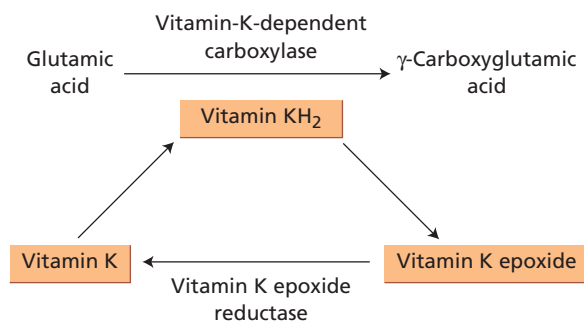 Vitamin-K-dependent
carboxylase
Glutamic
acid
γ-Carboxyglutamic
acid
Vitamin KH₂
Vitamin K
Vitamin K epoxide
Vitamin K epoxide
reductase